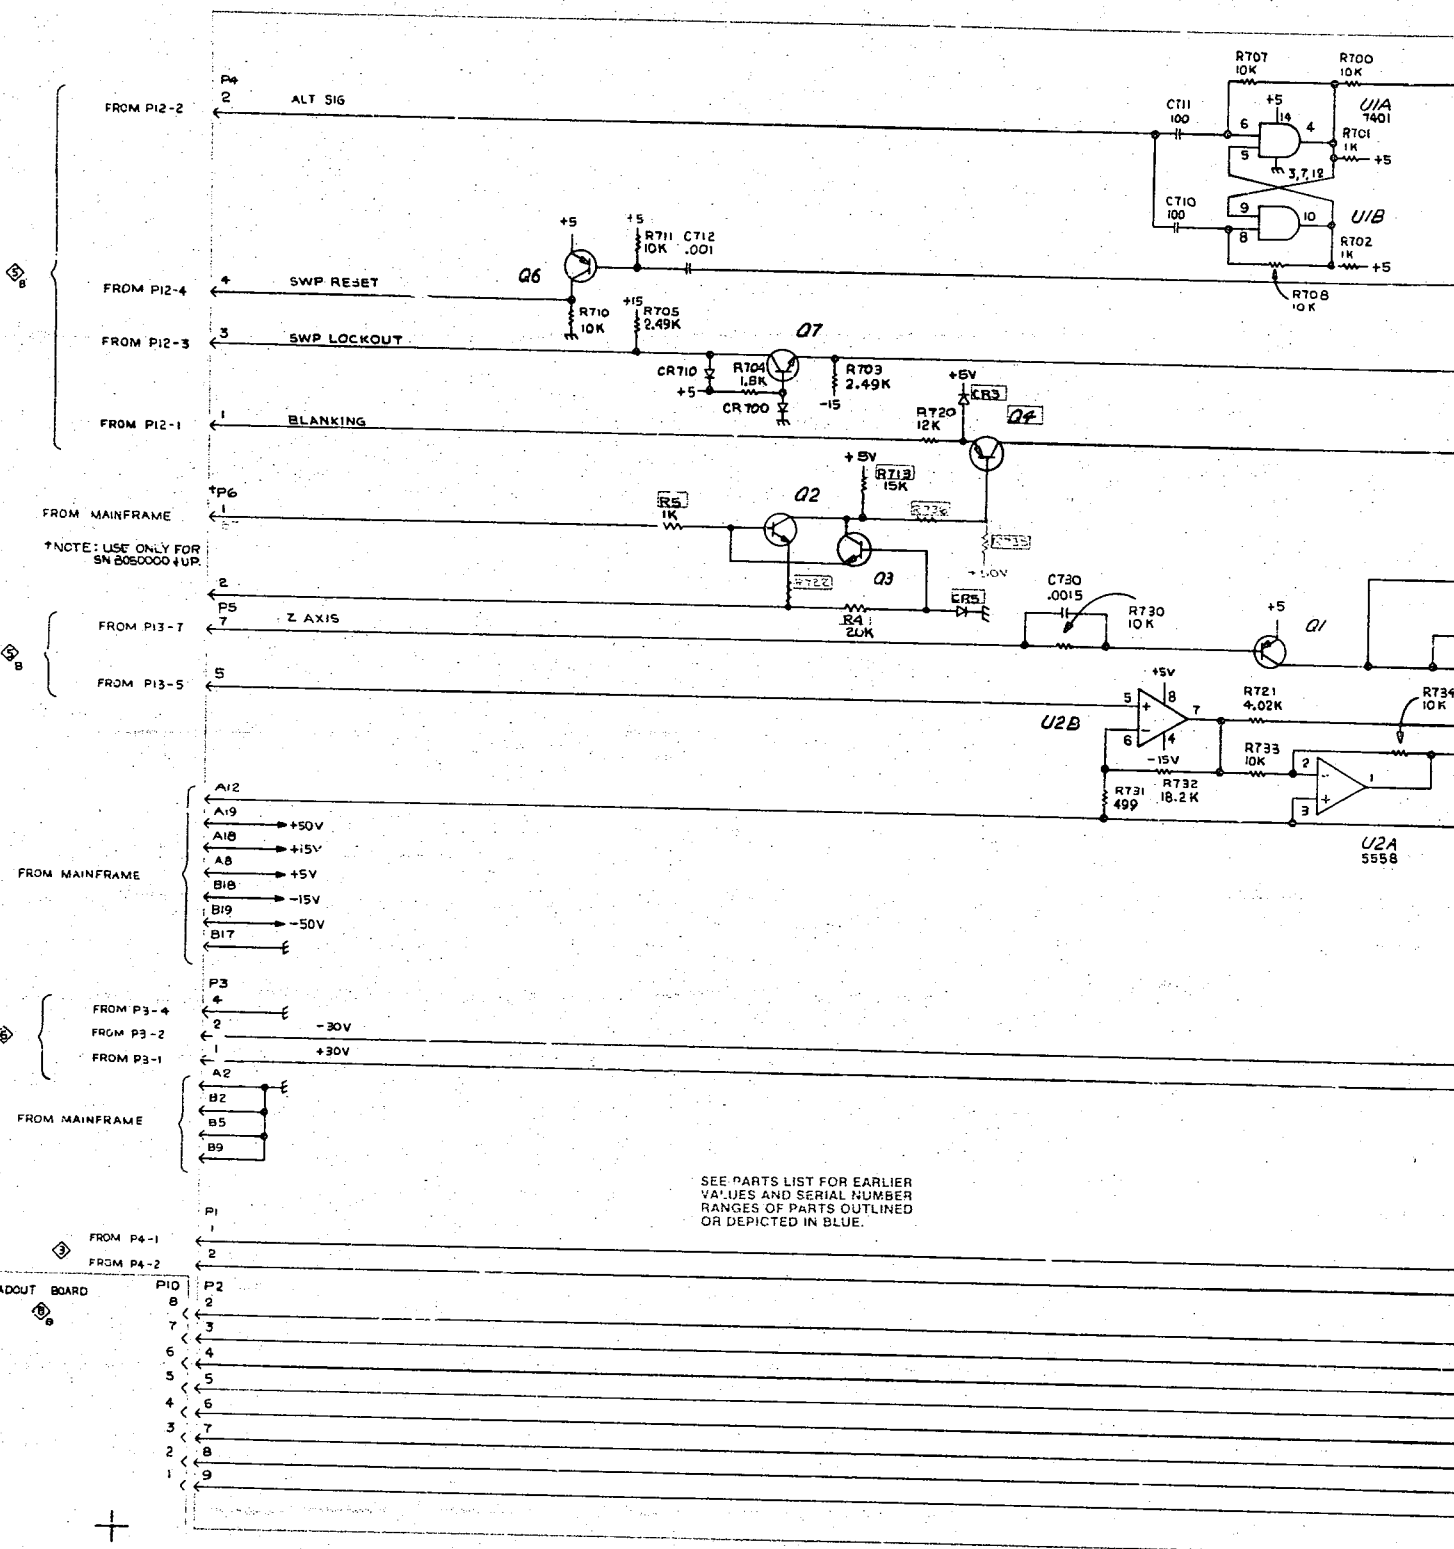 P4
FROM P12-2
2
ALT SIG
R707
10K
R700
10K
C711
100
+5
14
6
4
5
3,7,12
U1A
7401
R701
1K
+5
C710
100
9
10
8
U1B
R702
1K
+5
R708
10K
5
B
+5
+5
R711
10K
C712
.001
Q6
FROM P12-4
4
SWP RESET
R710
10K
+15
R705
2.49K
FROM P12-3
3
SWP LOCKOUT
Q7
CR710
R704
1.8K
+5
CR700
R703
2.49K
-15
+5V
CR3
Q4
FROM P12-1
1
BLANKING
R720
12K
+5V
R713
15K
†P6
FROM MAINFRAME
1
R5
1K
Q2
Q3
†NOTE: USE ONLY FOR
SN B050000 & UP.
2
R722
R4
20K
CR5
C730
.0015
R730
10K
+5
Q1
5
B
P5
FROM P13-7
7
Z AXIS
FROM P13-5
5
U2B
+5V
5
+
8
7
6
-
4
-15V
R721
4.02K
R734
10K
R733
10K
R731
499
R732
18.2K
2
-
1
3
+
U2A
5558
FROM MAINFRAME
A12
A19
+50V
A18
+15V
A8
+5V
B18
-15V
B19
-50V
B17
P3
FROM P3-4
4
FROM P3-2
2
-30V
FROM P3-1
1
+30V
FROM MAINFRAME
A2
B2
B5
B9
SEE PARTS LIST FOR EARLIER
VALUES AND SERIAL NUMBER
RANGES OF PARTS OUTLINED
OR DEPICTED IN BLUE.
P1
3
FROM P4-1
1
FROM P4-2
2
ADOUT BOARD
P10
P2
8
2
7
3
6
4
5
5
4
6
3
7
2
8
1
9